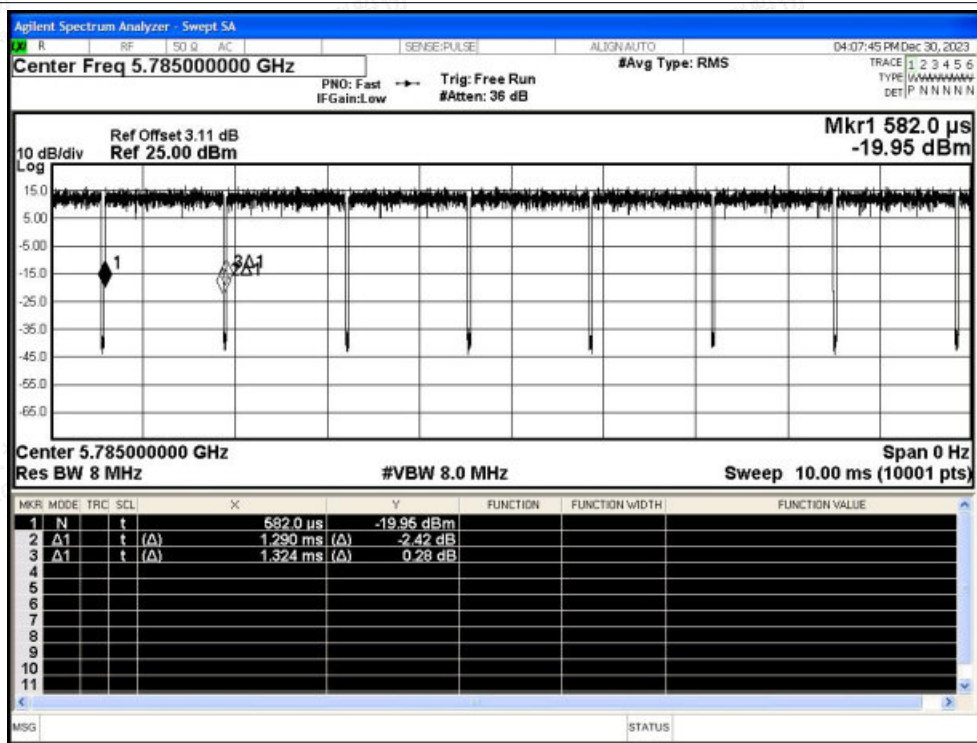 Agilent Spectrum Analyzer - Swept SA
R RF 50 Ω AC SENSE:PULSE ALIGN AUTO 04:07:45 PM Dec 30, 2023
Center Freq 5.785000000 GHz #Avg Type: RMS TRACE 1 2 3 4 5 6
PNO: Fast Trig: Free Run TYPE WWWWWW
IFGain:Low #Atten: 36 dB DET P N N N N N
Mkr1 582.0 µs
Ref Offset 3.11 dB
10 dB/div Ref 25.00 dBm -19.95 dBm
Log
15.0
5.00
-5.00
1 3Δ1
2Δ1
-15.0
-25.0
-35.0
-45.0
-55.0
-65.0
Center 5.785000000 GHz Span 0 Hz
Res BW 8 MHz #VBW 8.0 MHz Sweep 10.00 ms (10001 pts)
MKR MODE TRC SCL X Y FUNCTION FUNCTION WIDTH FUNCTION VALUE
1 N t 582.0 µs -19.95 dBm
2 Δ1 t (Δ) 1.290 ms (Δ) -2.42 dB
3 Δ1 t (Δ) 1.324 ms (Δ) 0.28 dB
4
5
6
7
8
9
10
11
MSG STATUS